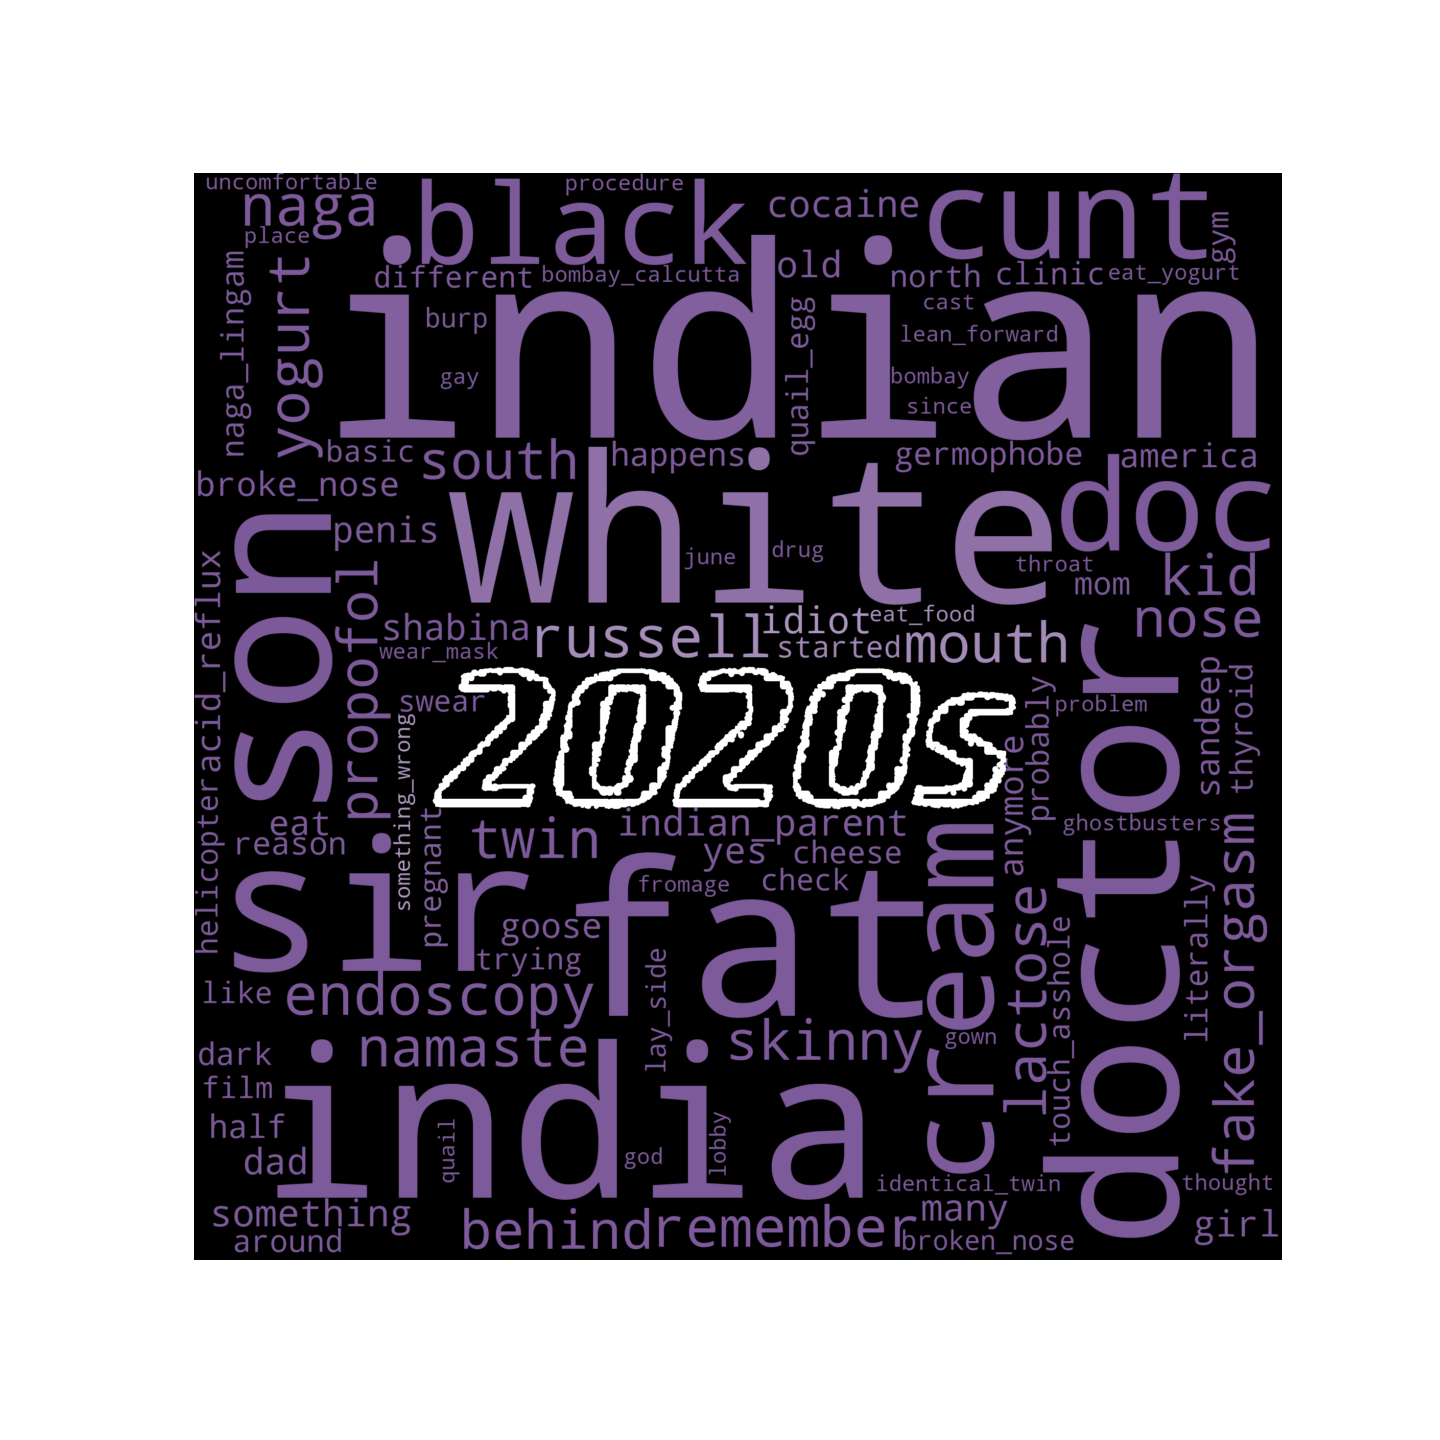 uncomfortable
procedure
naga
black
cocaine
cunt
gym
place
different
bombay_calcutta
old
north
clinic
eat_yogurt
naga_lingam
yogurt
burp
indian
quail_egg
cast
lean_forward
gay
bombay
since
basic
south
happens
germophobe
america
broke_nose
white
doc
son
penis
june
drug
throat
mom
kid
helicopter
acid_reflux
propofol
shabina
russell
idiot
eat_food
nose
wear_mask
started
mouth
swear
2020s
something_wrong
probably
problem
doctor
sandeep
thyroid
anymore
eat
reason
pregnant
twin
indian_parent
yes
cheese
ghostbusters
sir
fat
fromage
check
cream
goose
trying
lactose
touch_asshole
literally
fake_orgasm
like
endoscopy
lay_side
skinny
gown
dark
namaste
film
india
half
quail
god
lobby
dad
identical_twin
thought
something
behind
remember
many
girl
around
broken_nose